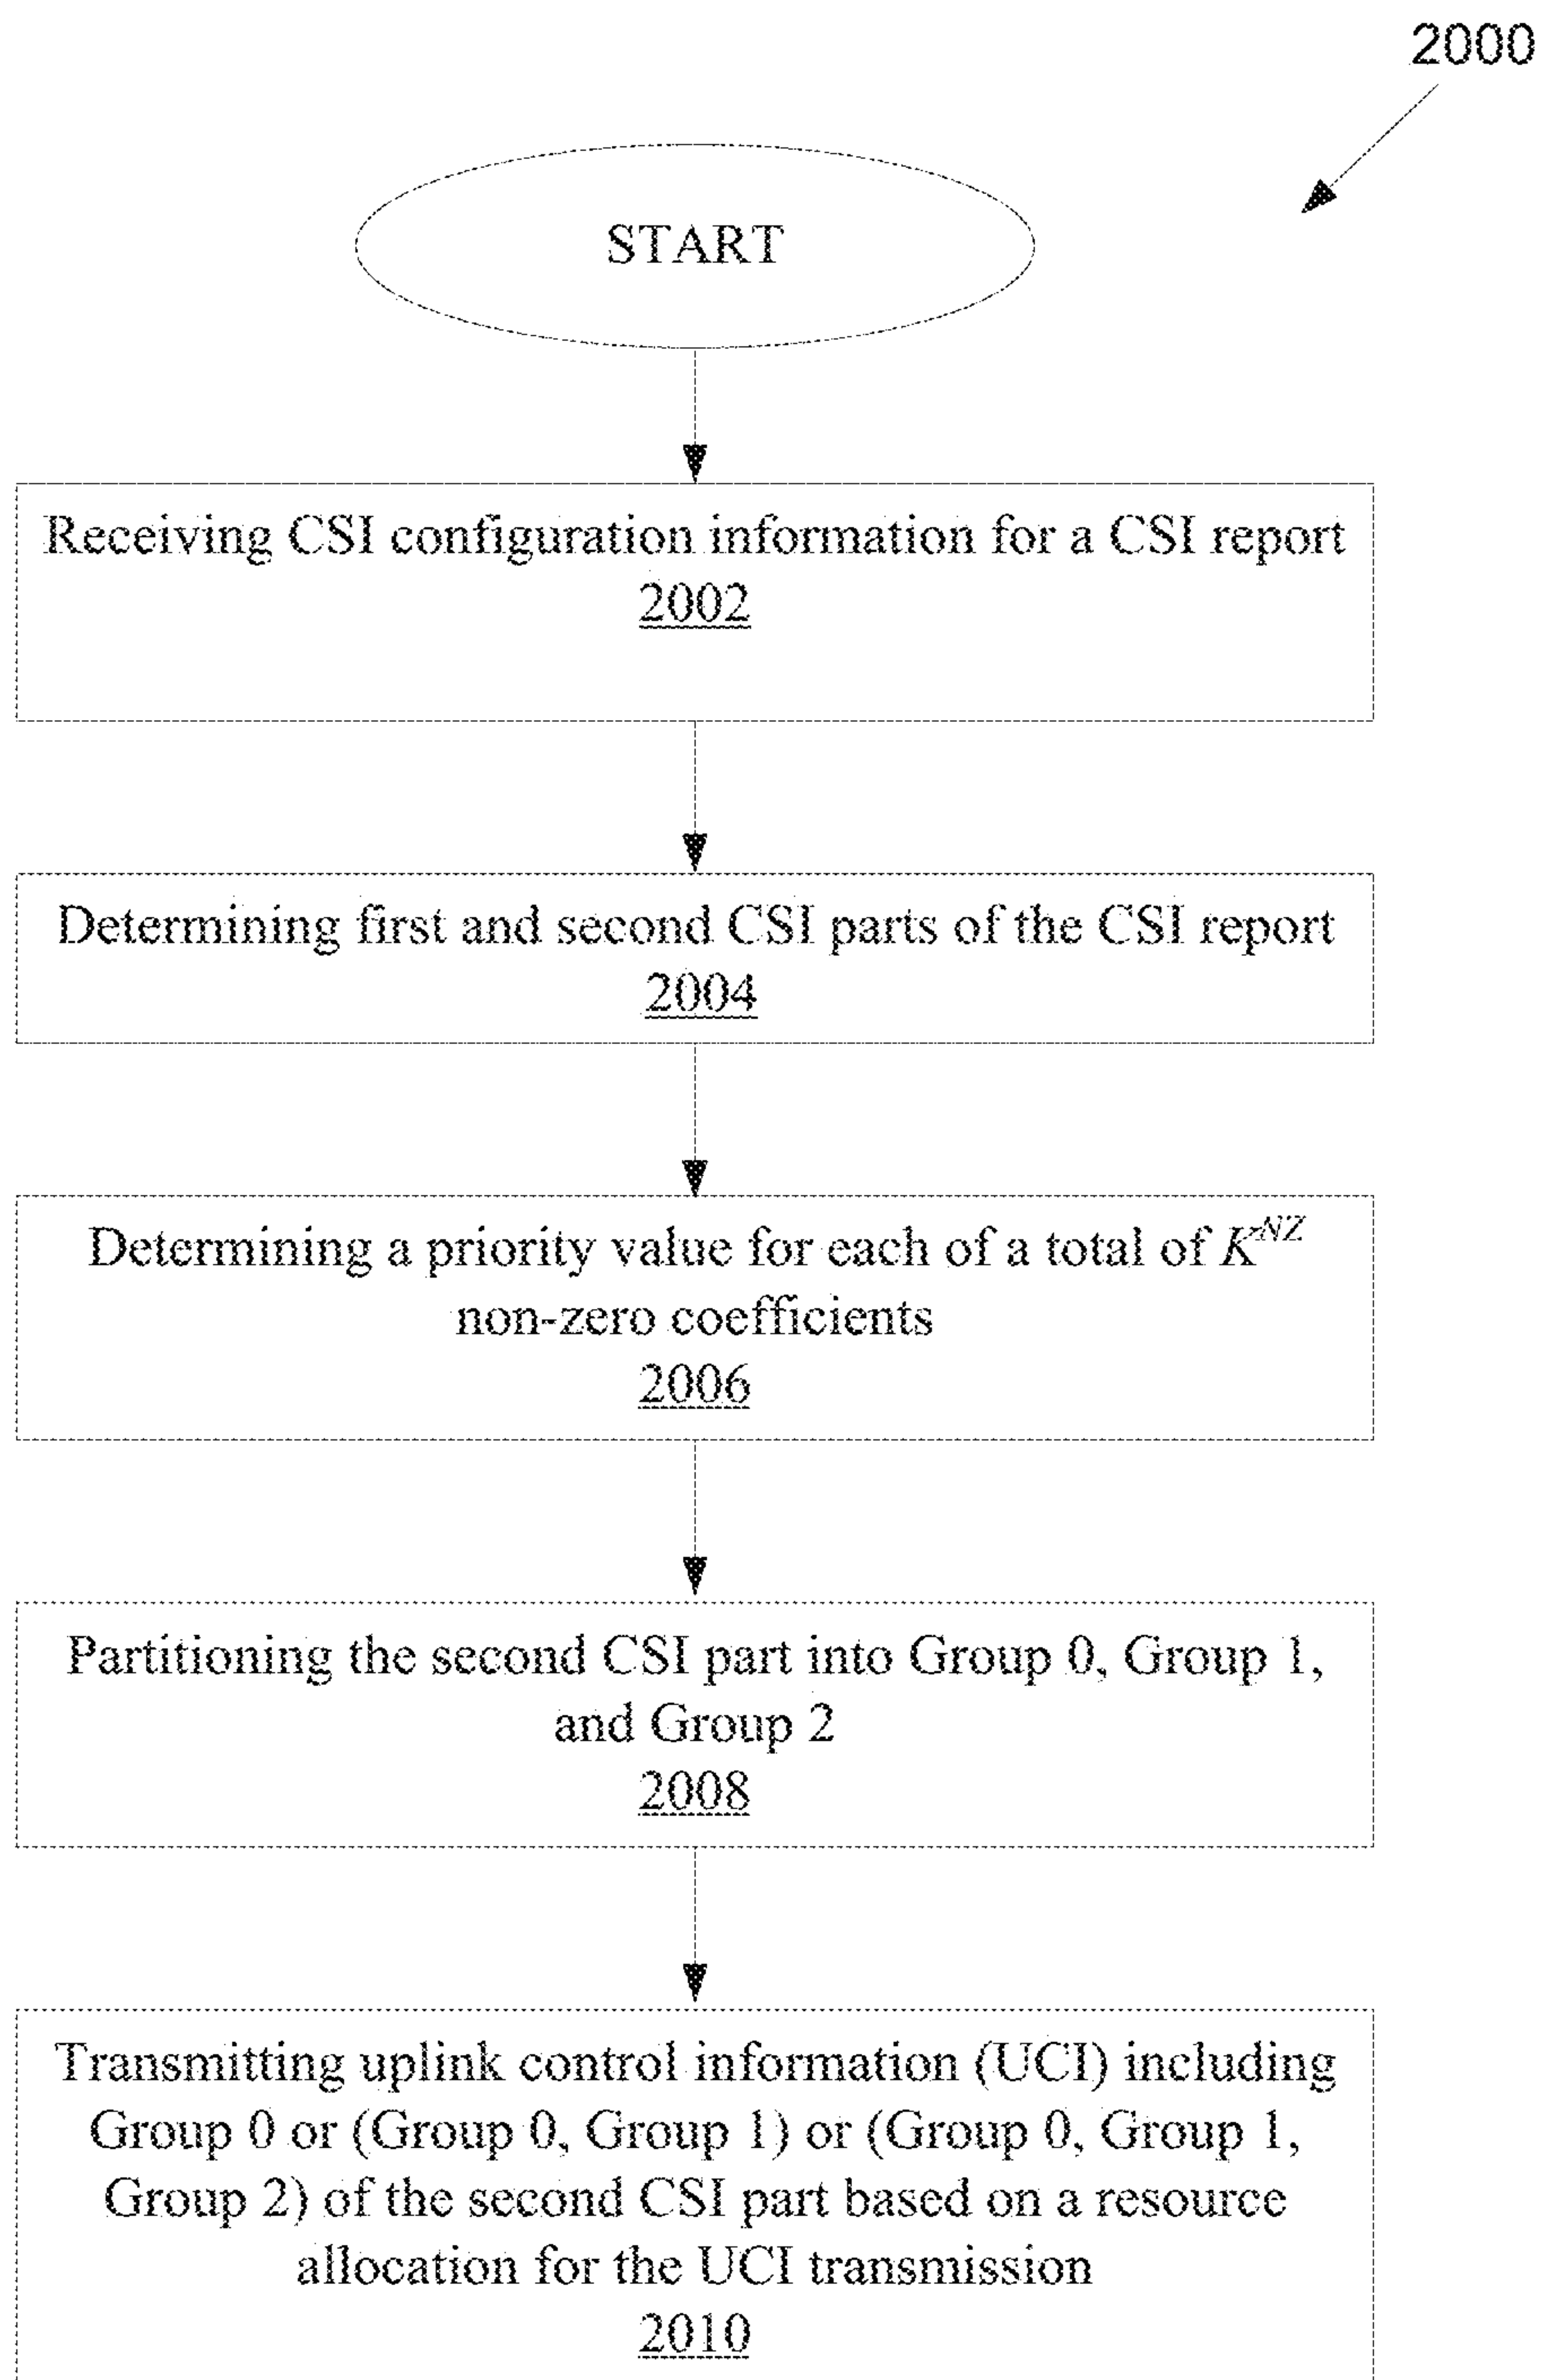 2000
START
Receiving CSI configuration information for a CSI report
2002
Determining first and second CSI parts of the CSI report
2004
Determining a priority value for each of a total of K^NZ
non-zero coefficients
2006
Partitioning the second CSI part into Group 0, Group 1,
and Group 2
2008
Transmitting uplink control information (UCI) including
Group 0 or (Group 0, Group 1) or (Group 0, Group 1,
Group 2) of the second CSI part based on a resource
allocation for the UCI transmission
2010